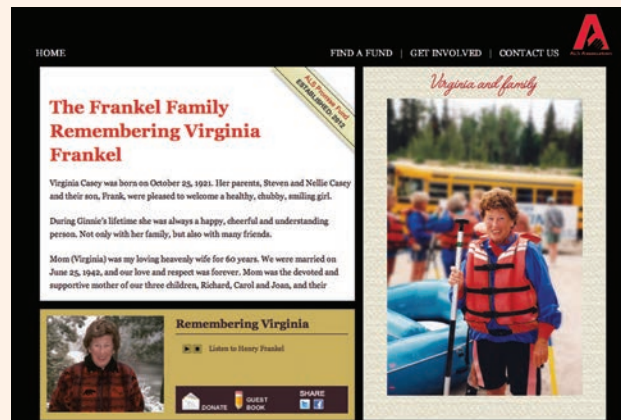 HOME
FIND A FUND | GET INVOLVED | CONTACT US
ALS Association
ALS Promise Fund
ESTABLISHED: 2012
The Frankel Family
Remembering Virginia
Frankel
Virginia Casey was born on October 25, 1921. Her parents, Steven and Nellie Casey
and their son, Frank, were pleased to welcome a healthy, chubby, smiling girl.
During Ginnie's lifetime she was always a happy, cheerful and understanding
person. Not only with her family, but also with many friends.
Mom (Virginia) was my loving heavenly wife for 60 years. We were married on
June 25, 1942, and our love and respect was forever. Mom was the devoted and
supportive mother of our three children, Richard, Carol and Joan, and their
Virginia and family
Remembering Virginia
Listen to Henry Frankel
DONATE
GUEST
BOOK
SHARE